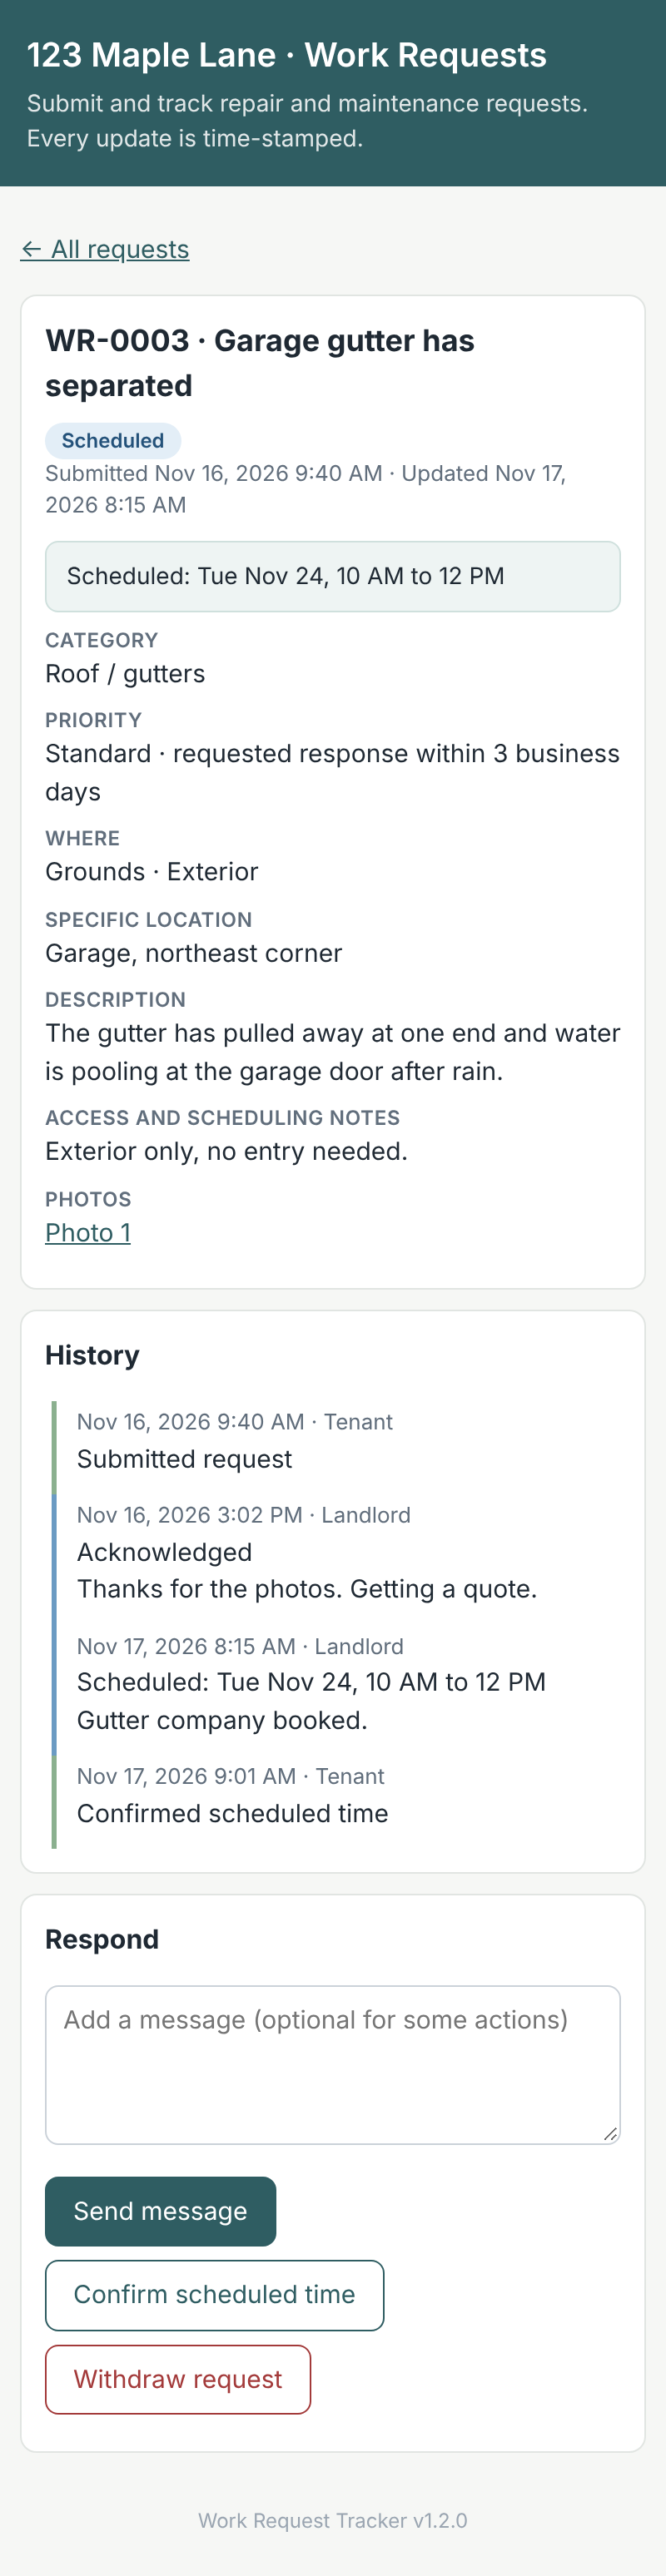 123 Maple Lane · Work Requests
Submit and track repair and maintenance requests.
Every update is time-stamped.
← All requests
WR-0003 · Garage gutter has
separated
Scheduled
Submitted Nov 16, 2026 9:40 AM · Updated Nov 17,
2026 8:15 AM
Scheduled: Tue Nov 24, 10 AM to 12 PM
CATEGORY
Roof / gutters
PRIORITY
Standard · requested response within 3 business
days
WHERE
Grounds · Exterior
SPECIFIC LOCATION
Garage, northeast corner
DESCRIPTION
The gutter has pulled away at one end and water
is pooling at the garage door after rain.
ACCESS AND SCHEDULING NOTES
Exterior only, no entry needed.
PHOTOS
Photo 1
History
Nov 16, 2026 9:40 AM · Tenant
Submitted request
Nov 16, 2026 3:02 PM · Landlord
Acknowledged
Thanks for the photos. Getting a quote.
Nov 17, 2026 8:15 AM · Landlord
Scheduled: Tue Nov 24, 10 AM to 12 PM
Gutter company booked.
Nov 17, 2026 9:01 AM · Tenant
Confirmed scheduled time
Respond
Add a message (optional for some actions)
Send message
Confirm scheduled time
Withdraw request
Work Request Tracker v1.2.0